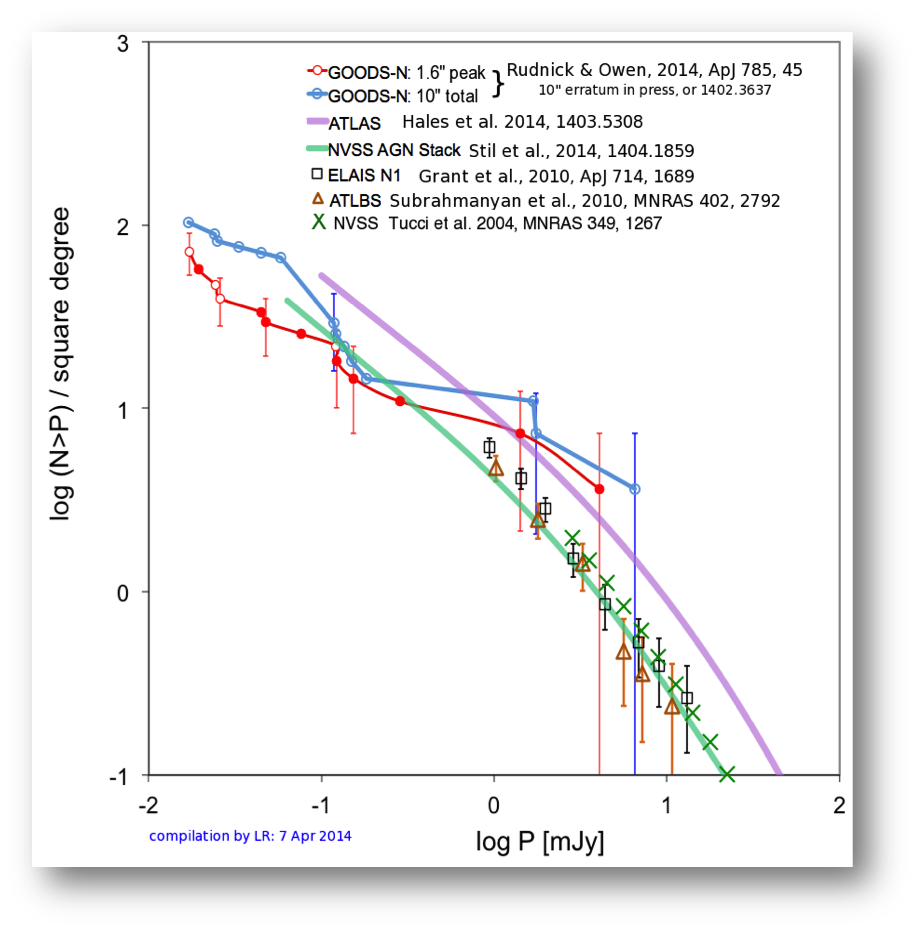 3
GOODS-N: 1.6" peak } Rudnick & Owen, 2014, ApJ 785, 45
GOODS-N: 10" total 10" erratum in press, or 1402.3637
ATLAS Hales et al. 2014, 1403.5308
NVSS AGN Stack Stil et al., 2014, 1404.1859
ELAIS N1 Grant et al., 2010, ApJ 714, 1689
ATLBS Subrahmanyan et al., 2010, MNRAS 402, 2792
NVSS Tucci et al. 2004, MNRAS 349, 1267
2
log (N>P) / square degree
1
0
-1
-2 -1 0 1 2
compilation by LR: 7 Apr 2014
log P [mJy]